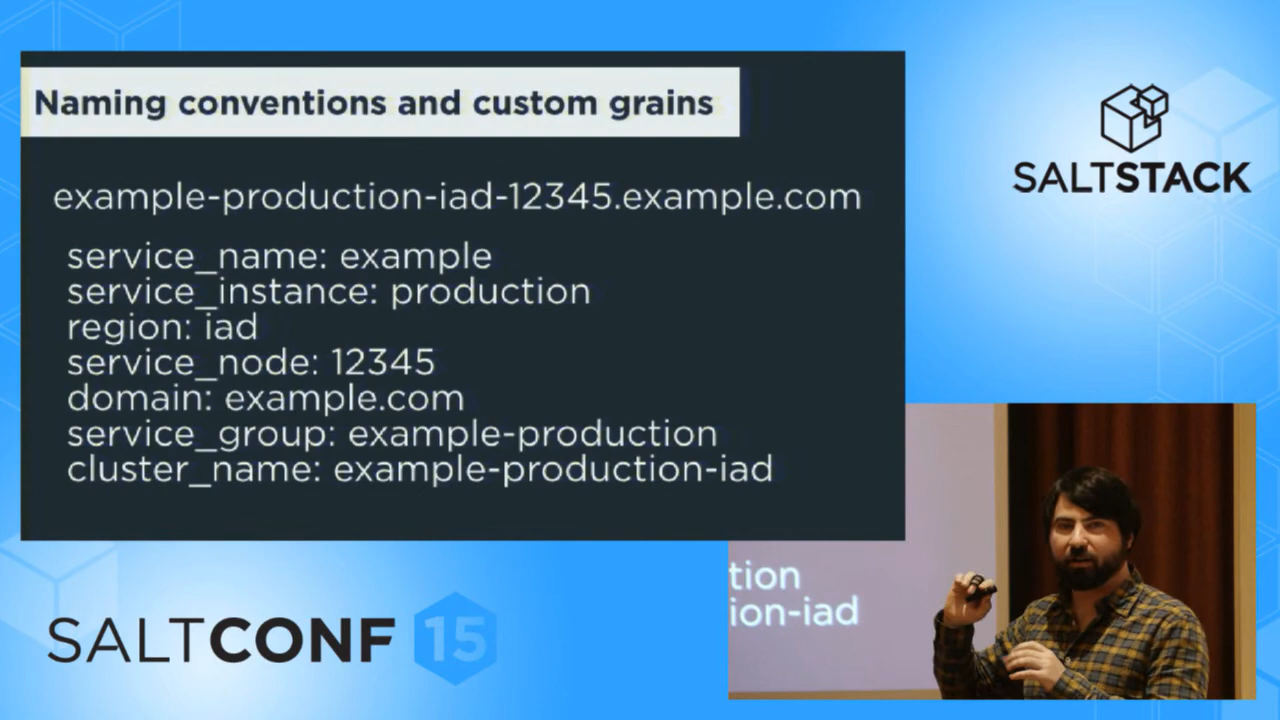 Naming conventions and custom grains
example-production-iad-12345.example.com
service_name: example
service_instance: production
region: iad
service_node: 12345
domain: example.com
service_group: example-production
cluster_name: example-production-iad
SALTSTACK
tion
ion-iad
SALTCONF 15